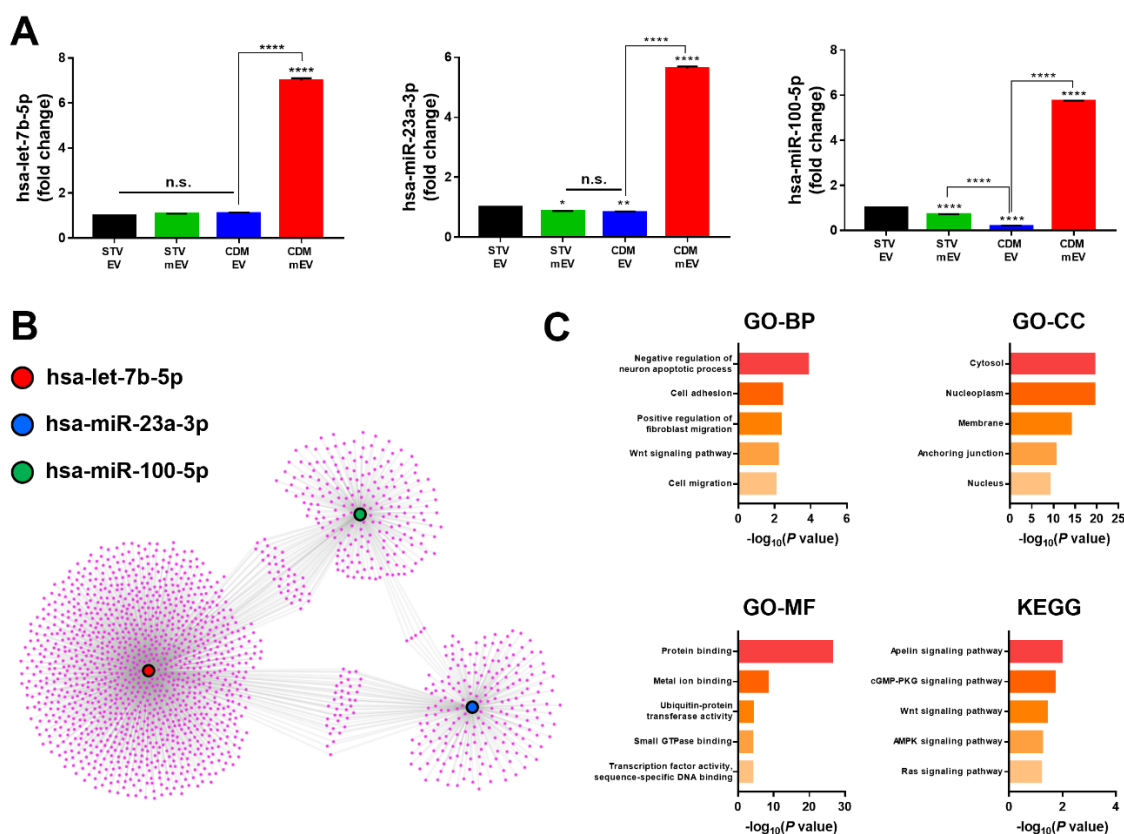 A
hsa-let-7b-5p
(fold change)
8
6
4
2
0
****
****
n.s.
STV
EV
STV
mEV
CDM
EV
CDM
mEV
hsa-miR-23a-3p
(fold change)
6
4
2
0
****
****
n.s.
*
**
STV
EV
STV
mEV
CDM
EV
CDM
mEV
hsa-miR-100-5p
(fold change)
8
6
4
2
0
****
****
****
****
****
STV
EV
STV
mEV
CDM
EV
CDM
mEV
B
hsa-let-7b-5p
hsa-miR-23a-3p
hsa-miR-100-5p
C
GO-BP
Negative regulation of
neuron apoptotic process
Cell adhesion
Positive regulation of
fibroblast migration
Wnt signaling pathway
Cell migration
0 2 4 6
-log10(P value)
GO-CC
Cytosol
Nucleoplasm
Membrane
Anchoring junction
Nucleus
0 5 10 15 20 25
-log10(P value)
GO-MF
Protein binding
Metal ion binding
Ubiquitin-protein
transferase activity
Small GTPase binding
Transcription factor activity,
sequence-specific DNA binding
0 10 20 30
-log10(P value)
KEGG
Apelin signaling pathway
cGMP-PKG signaling pathway
Wnt signaling pathway
AMPK signaling pathway
Ras signaling pathway
0 2 4
-log10(P value)